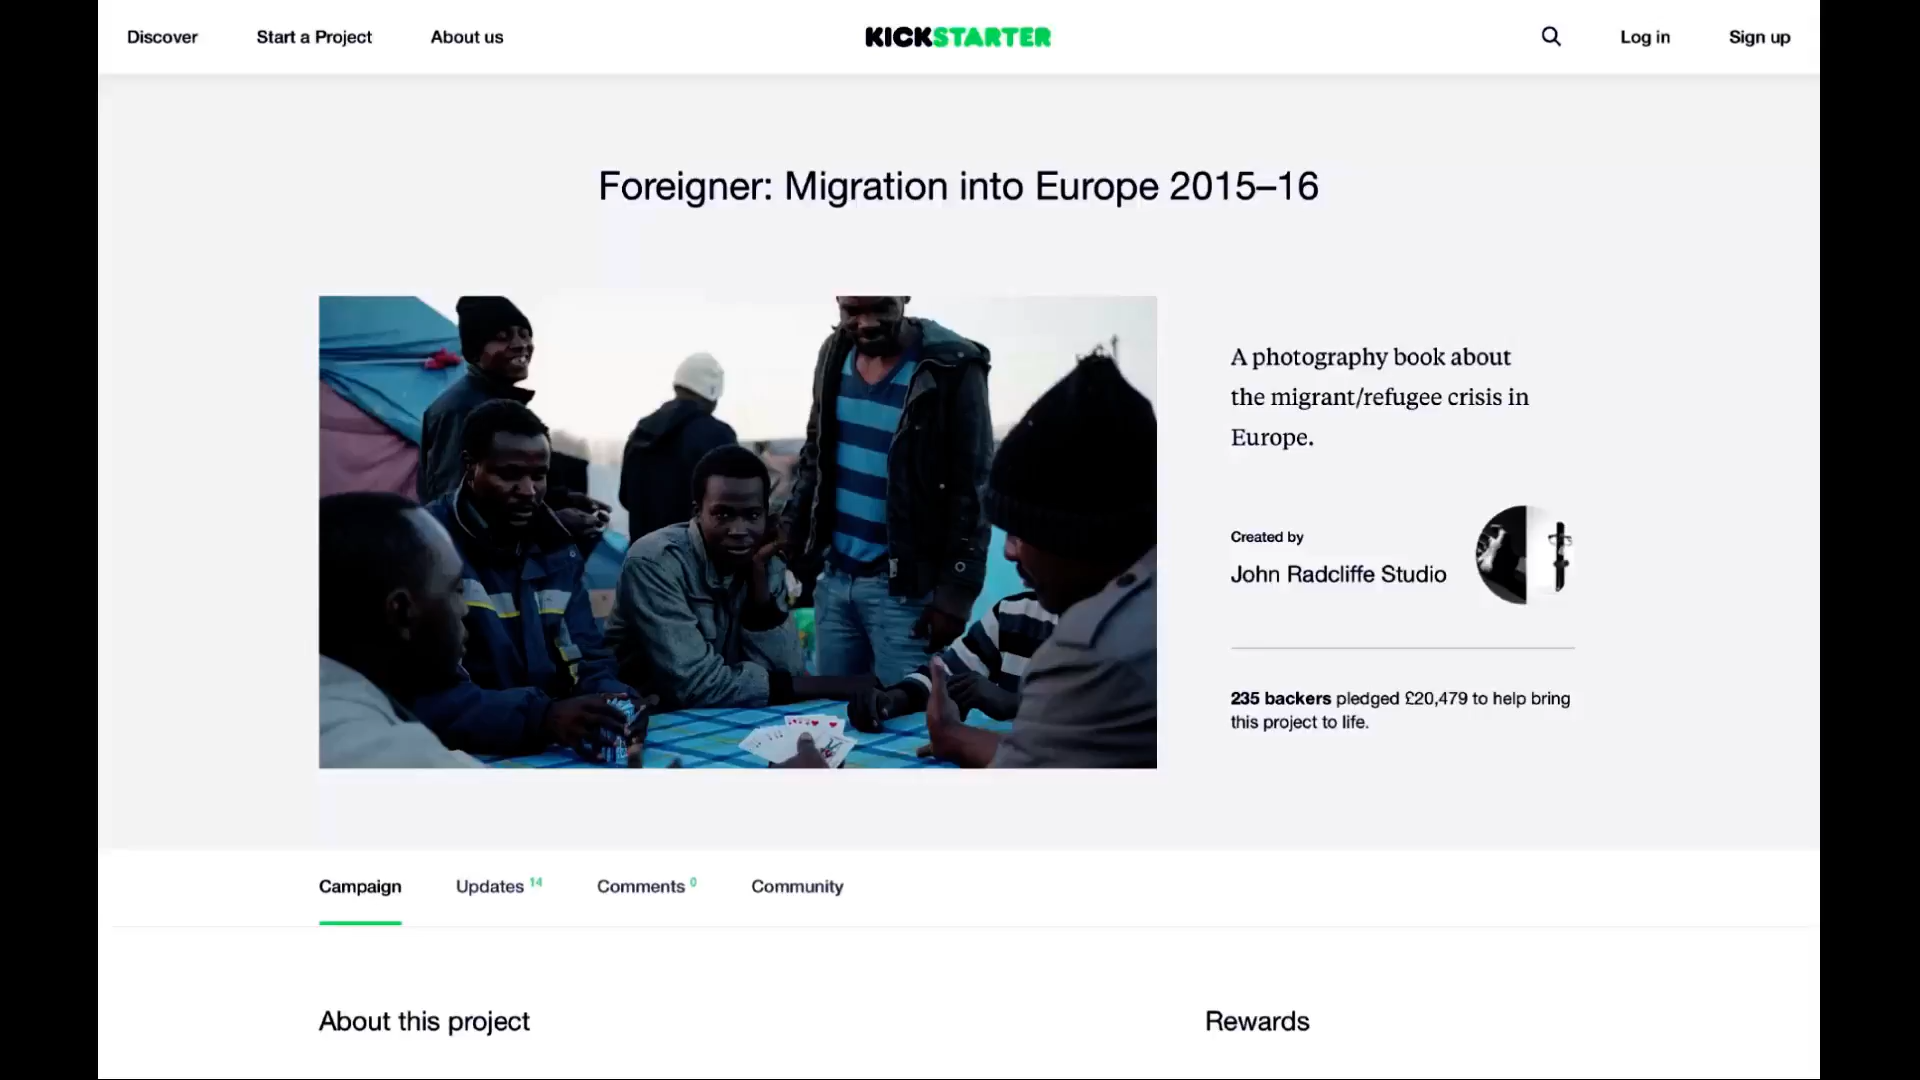 Discover Start a Project About us KICKSTARTER Log in Sign up
Foreigner: Migration into Europe 2015–16
A photography book about
the migrant/refugee crisis in
Europe.
Created by
John Radcliffe Studio
235 backers pledged £20,479 to help bring
this project to life.
Campaign Updates 14 Comments 0 Community
About this project Rewards